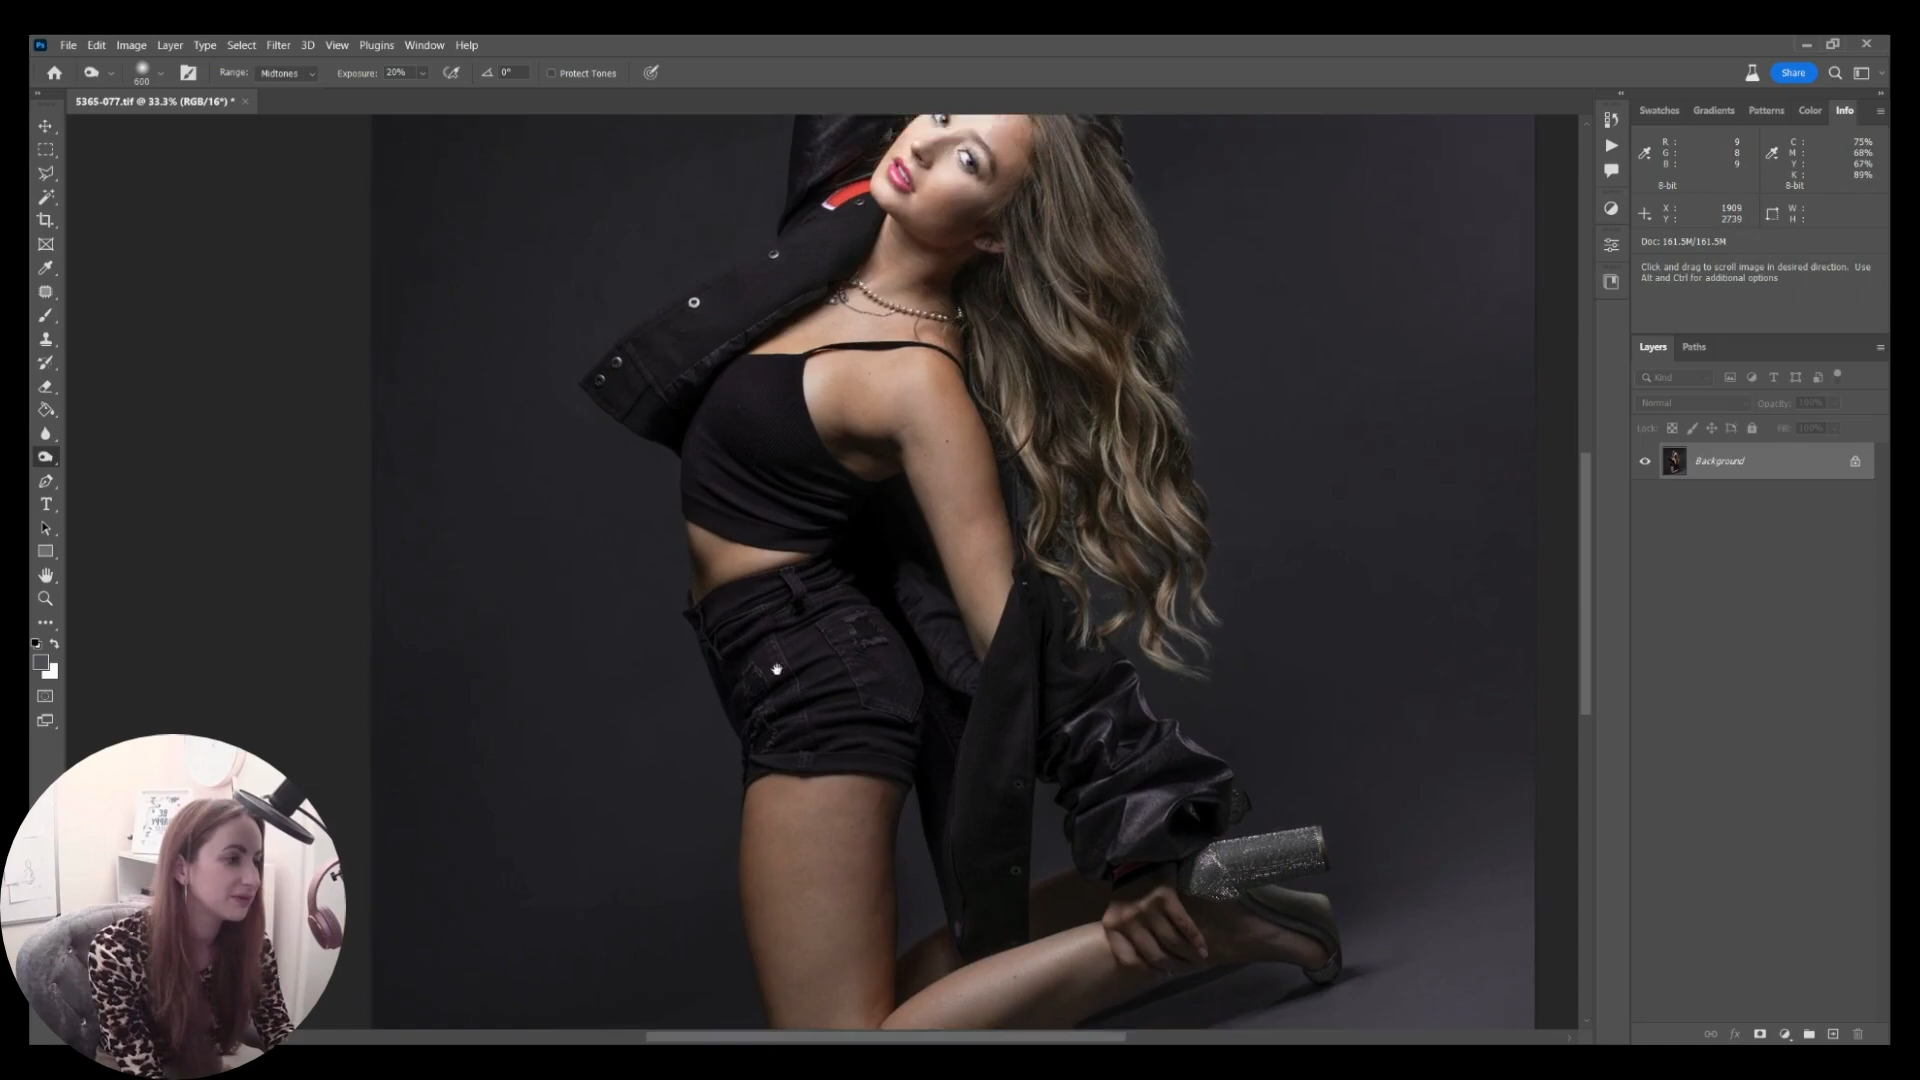 Ps File Edit Image Layer Type Select Filter 3D View Plugins Window Help
600 Range: Midtones Exposure: 20% 0° Protect Tones Share
5365-077.tif @ 33.3% (RGB/16*) * ×
Swatches Gradients Patterns Color Info
R : 9 C : 75%
G : 8 M : 68%
B : 9 Y : 67%
K : 89%
8-bit 8-bit
X : 1909 W :
Y : 2739 H :
Doc: 161.5M/161.5M
Click and drag to scroll image in desired direction. Use
Alt and Ctrl for additional options
Layers Paths
Kind
Normal Opacity: 100%
Lock: Fill: 100%
Background
fx